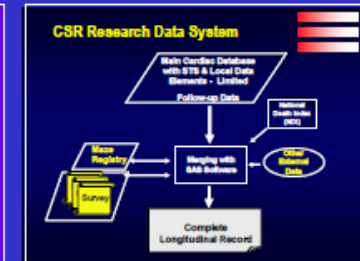 CSR Research Data System
Main Cardiac Database
with STS & Local Data
Elements - Limited
Follow-up Data
National
Death Index
(NDI)
Maze
Registry
Merging with
SAS Software
Other
External
Data
Survey
Complete
Longitudinal Record